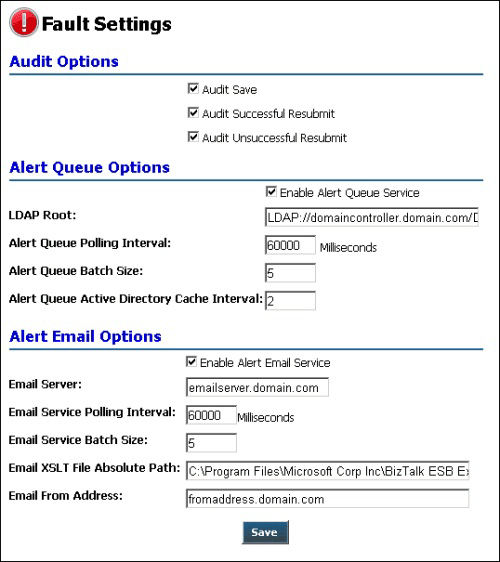 Fault Settings
Audit Options
Audit Save
Audit Successful Resubmit
Audit Unsuccessful Resubmit
Alert Queue Options
Enable Alert Queue Service
LDAP Root: LDAP://domaincontroller.domain.com/D
Alert Queue Polling Interval: 60000 Milliseconds
Alert Queue Batch Size: 5
Alert Queue Active Directory Cache Interval: 2
Alert Email Options
Enable Alert Email Service
Email Server: emailserver.domain.com
Email Service Polling Interval: 60000 Milliseconds
Email Service Batch Size: 5
Email XSLT File Absolute Path: C:\Program Files\Microsoft Corp Inc\BizTalk ESB Ex
Email From Address: fromaddress.domain.com
Save